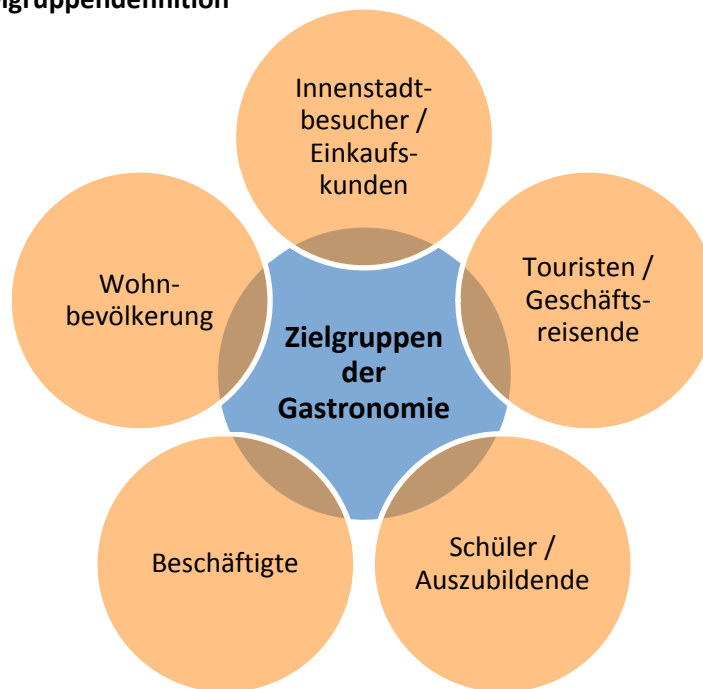 Innenstadt-
besucher /
Einkaufs-
kunden
Wohn-
bevölkerung
Touristen /
Geschäfts-
reisende
Zielgruppen
der
Gastronomie
Beschäftigte
Schüler /
Auszubildende